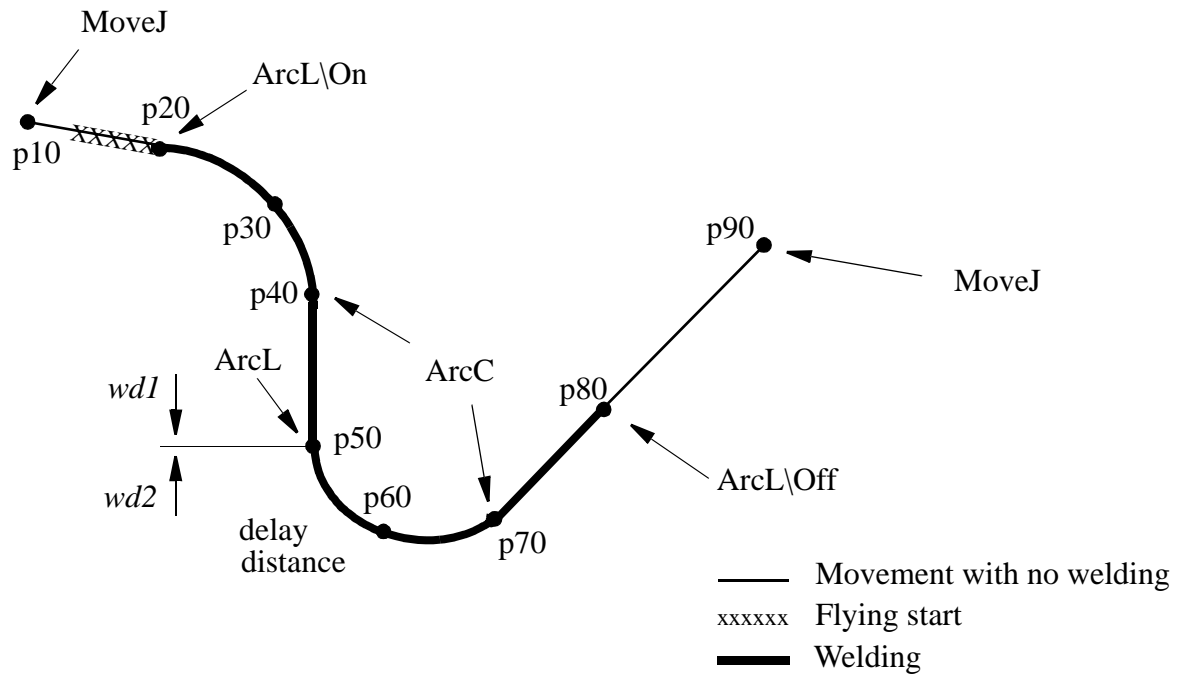 MoveJ
ArcL\On
p20
xxxxx
p10
p30
p90
MoveJ
p40
ArcL
ArcC
wd1
p80
p50
ArcL\Off
wd2
p60
delay
distance
p70
Movement with no welding
xxxxxx Flying start
Welding